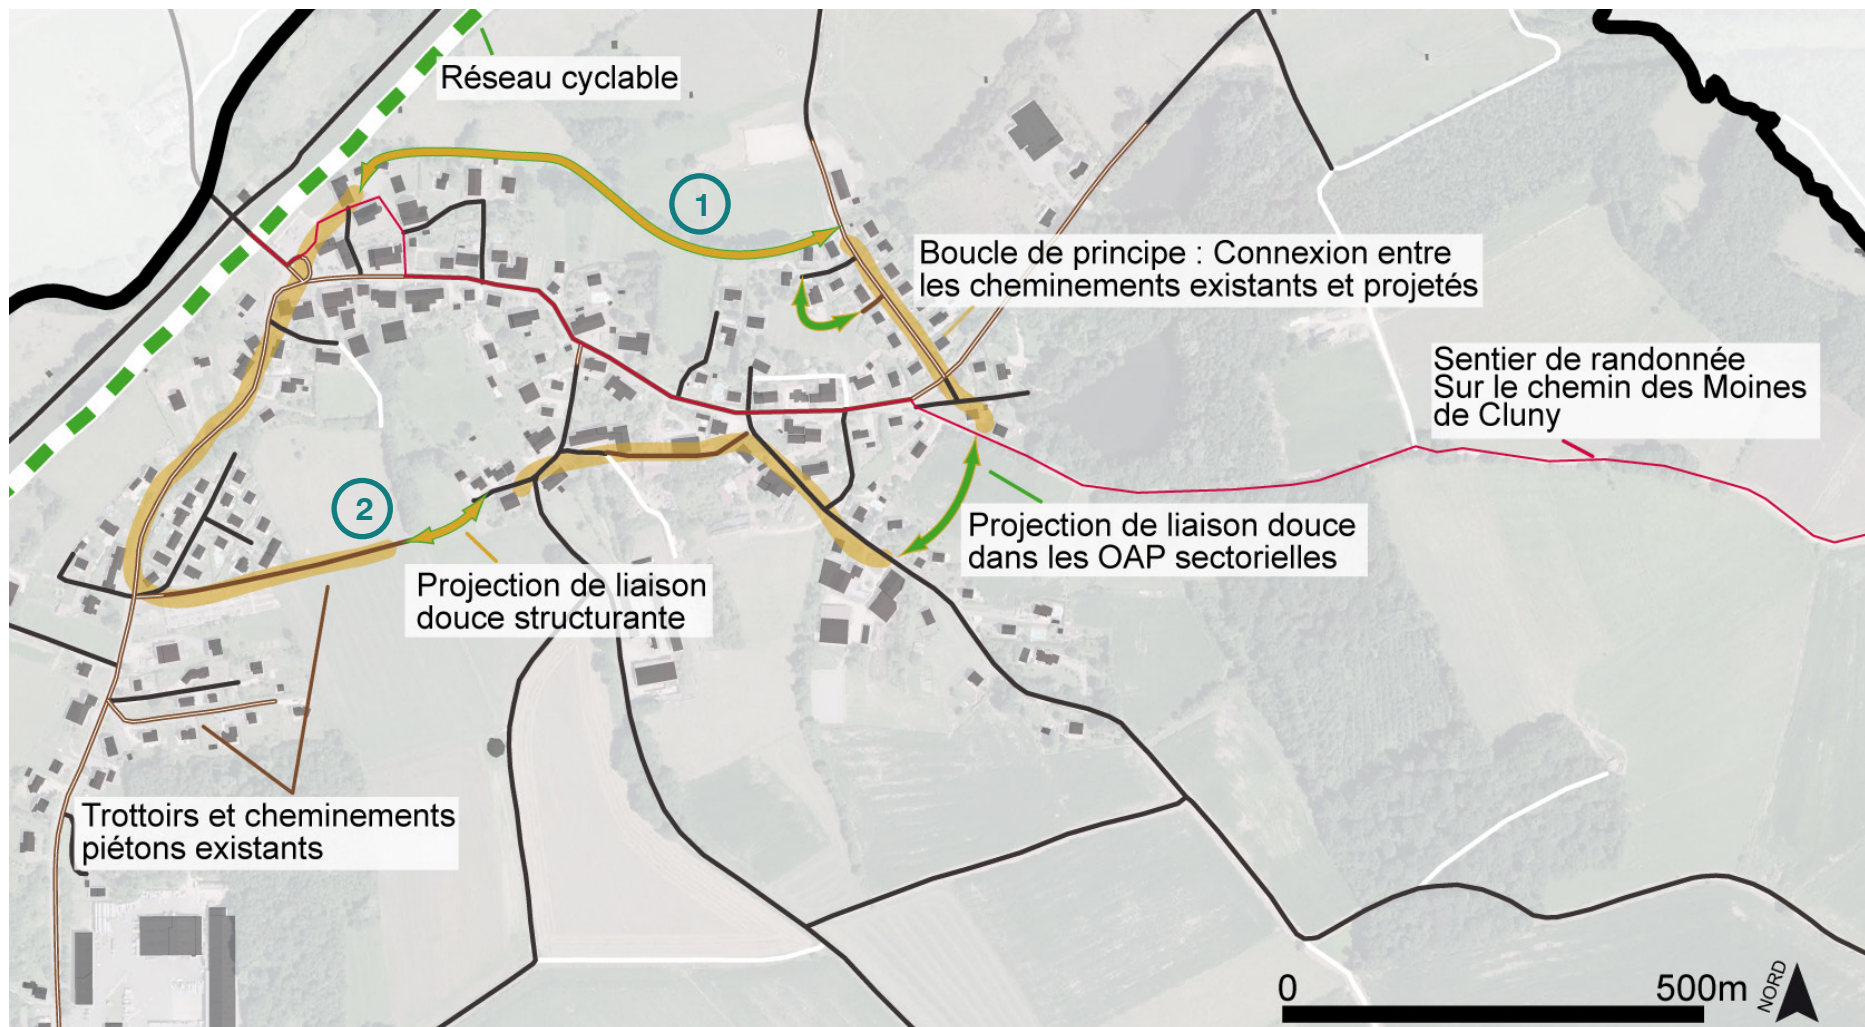 Réseau cyclable
1
Boucle de principe : Connexion entre
les cheminements existants et projetés
Sentier de randonnée
Sur le chemin des Moines
de Cluny
2
Projection de liaison douce
dans les OAP sectorielles
Projection de liaison
douce structurante
Trottoirs et cheminements
piétons existants
0
500m
NORD